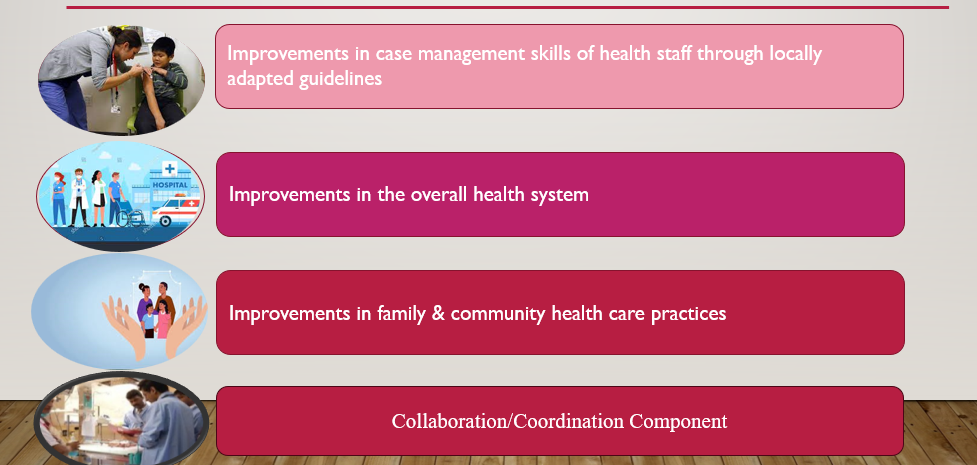 Improvements in case management skills of health staff through locally
adapted guidelines
HOSPITAL
Improvements in the overall health system
Improvements in family & community health care practices
Collaboration/Coordination Component